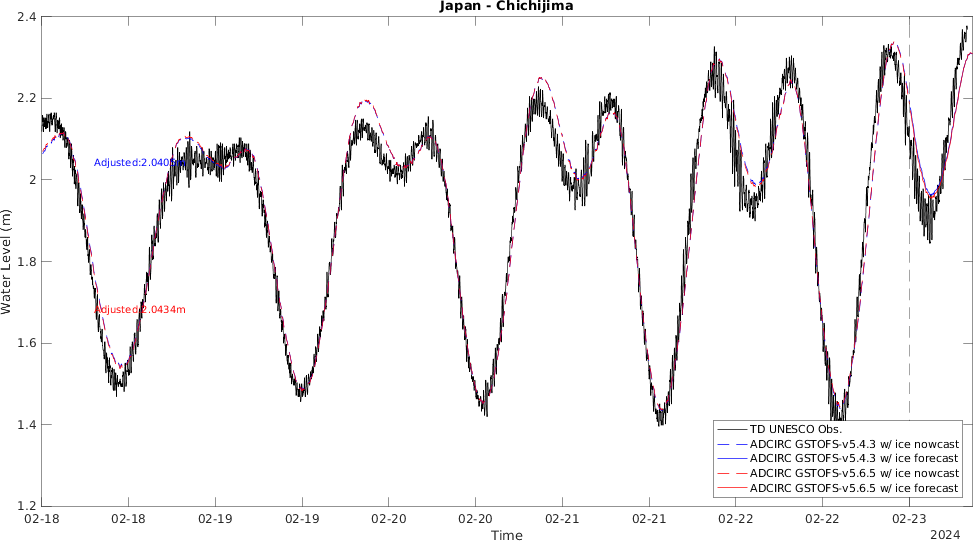 Japan - Chichijima
Water Level (m)
2.4
2.2
2
1.8
1.6
1.4
1.2
Adjusted:2.0405m
Adjusted:2.0434m
TD UNESCO Obs.
ADCIRC GSTOFS-v5.4.3 w/ ice nowcast
ADCIRC GSTOFS-v5.4.3 w/ ice forecast
ADCIRC GSTOFS-v5.6.5 w/ ice nowcast
ADCIRC GSTOFS-v5.6.5 w/ ice forecast
02-18 02-18 02-19 02-19 02-20 02-20 02-21 02-21 02-22 02-22 02-23
Time
2024